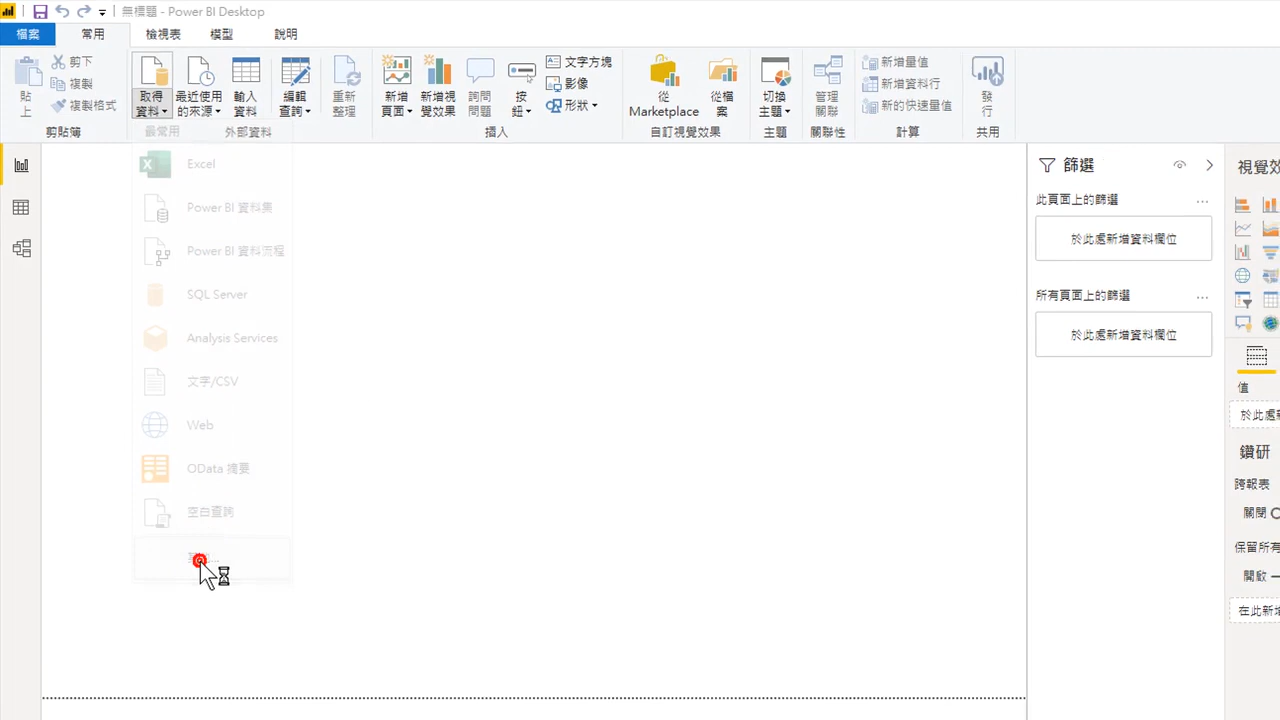 無標題 - Power BI Desktop
檔案
常用
檢視表
模型
說明
貼上
剪下
複製
複製格式
剪貼簿
取得資料
最近使用的來源
輸入資料
編輯查詢
重新整理
外部資料
新增頁面
新增視覺效果
詢問問題
按鈕
文字方塊
影像
形狀
插入
從 Marketplace
從檔案
自訂視覺效果
切換主題
主題
管理關聯
關聯性
新增量值
新增資料行
新的快速量值
計算
發行
共用
最常用
Excel
Power BI 資料集
Power BI 資料流程
SQL Server
Analysis Services
文字/CSV
Web
OData 摘要
空白查詢
篩選
此頁面上的篩選
於此處新增資料欄位
所有頁面上的篩選
於此處新增資料欄位
視覺效
值
於此處新
鑽研
跨報表
關閉
保留所有
開啟
在此新增